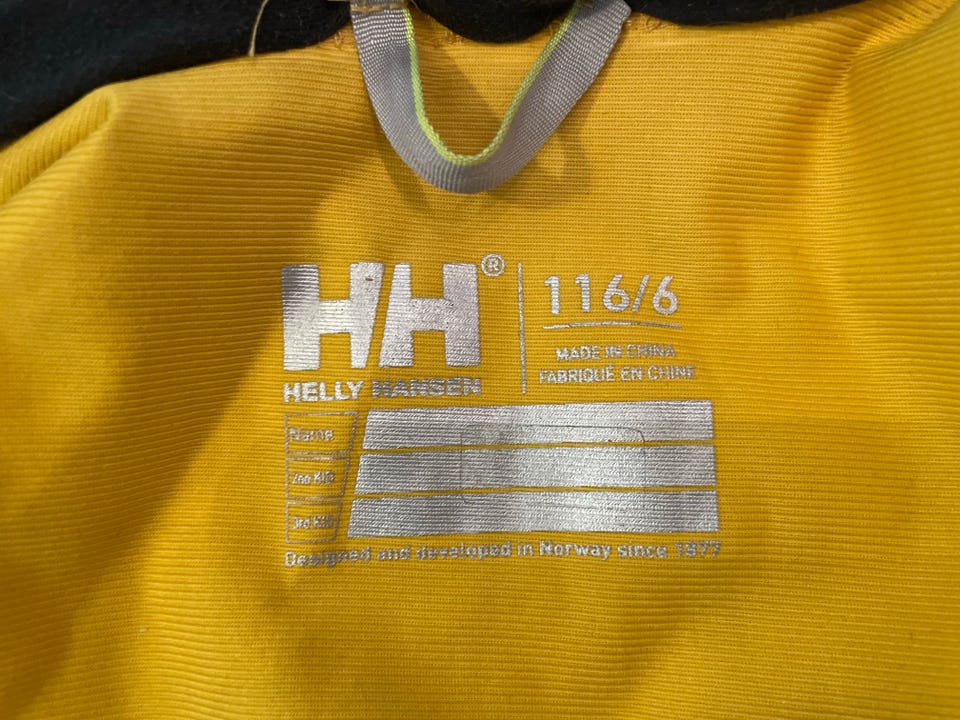 HH®
HELLY HANSEN
116/6
MADE IN CHINA
FABRIQUÉ EN CHINE
Name
2nd KID
3rd KID
Designed and developed in Norway since 1877